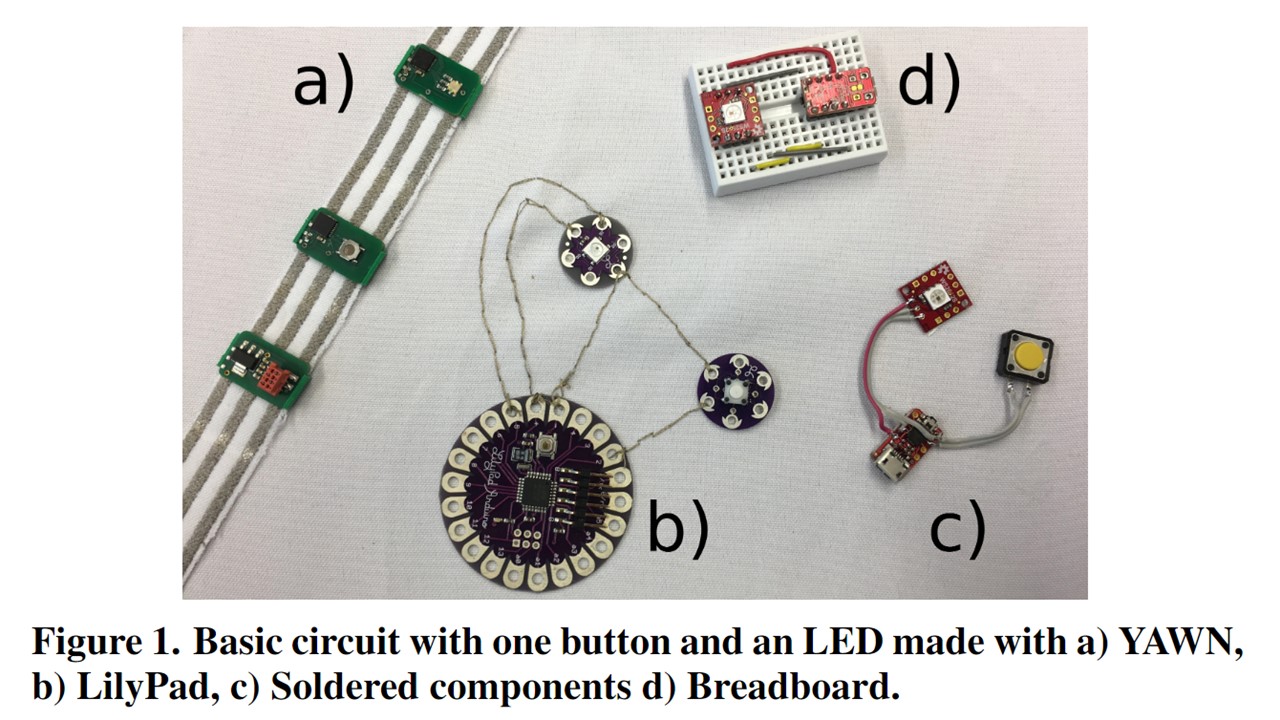 a)
d)
b)
c)
Figure 1. Basic circuit with one button and an LED made with a) YAWN,
b) LilyPad, c) Soldered components d) Breadboard.